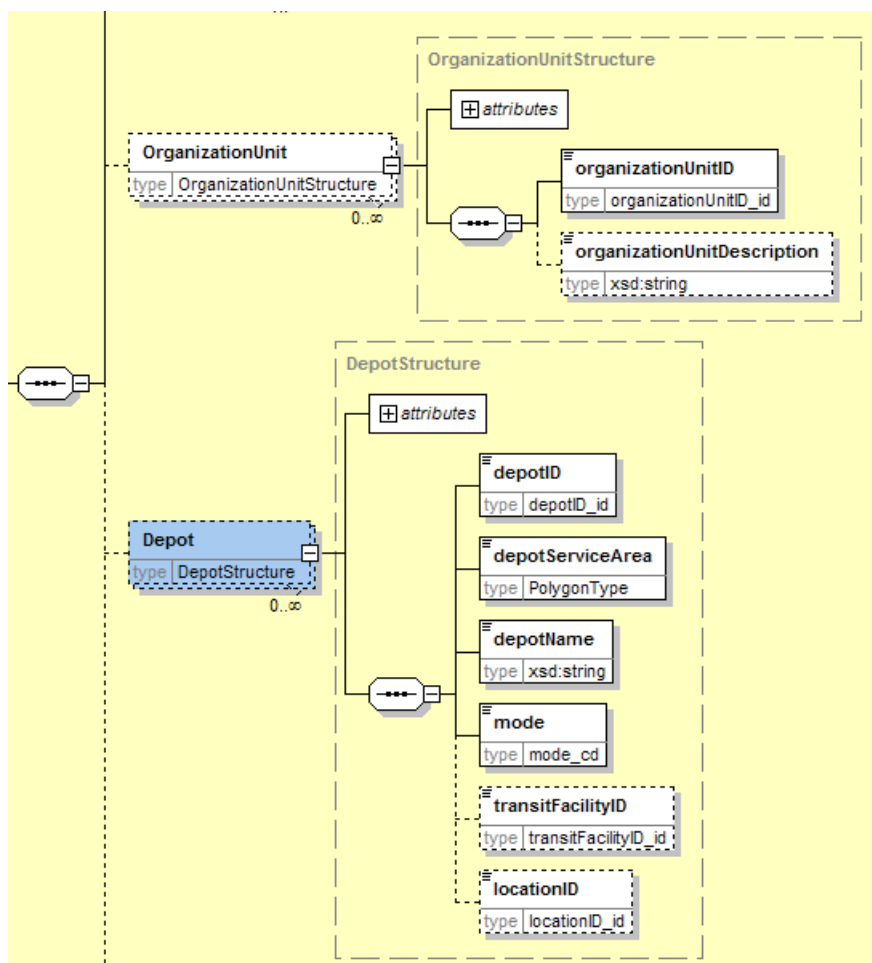 OrganizationUnitStructure
attributes
OrganizationUnit
type OrganizationUnitStructure
0..∞
organizationUnitID
type organizationUnitID_id
organizationUnitDescription
type xsd:string
DepotStructure
attributes
Depot
type DepotStructure
0..∞
depotID
type depotID_id
depotServiceArea
type PolygonType
depotName
type xsd:string
mode
type mode_cd
transitFacilityID
type transitFacilityID_id
locationID
type locationID_id